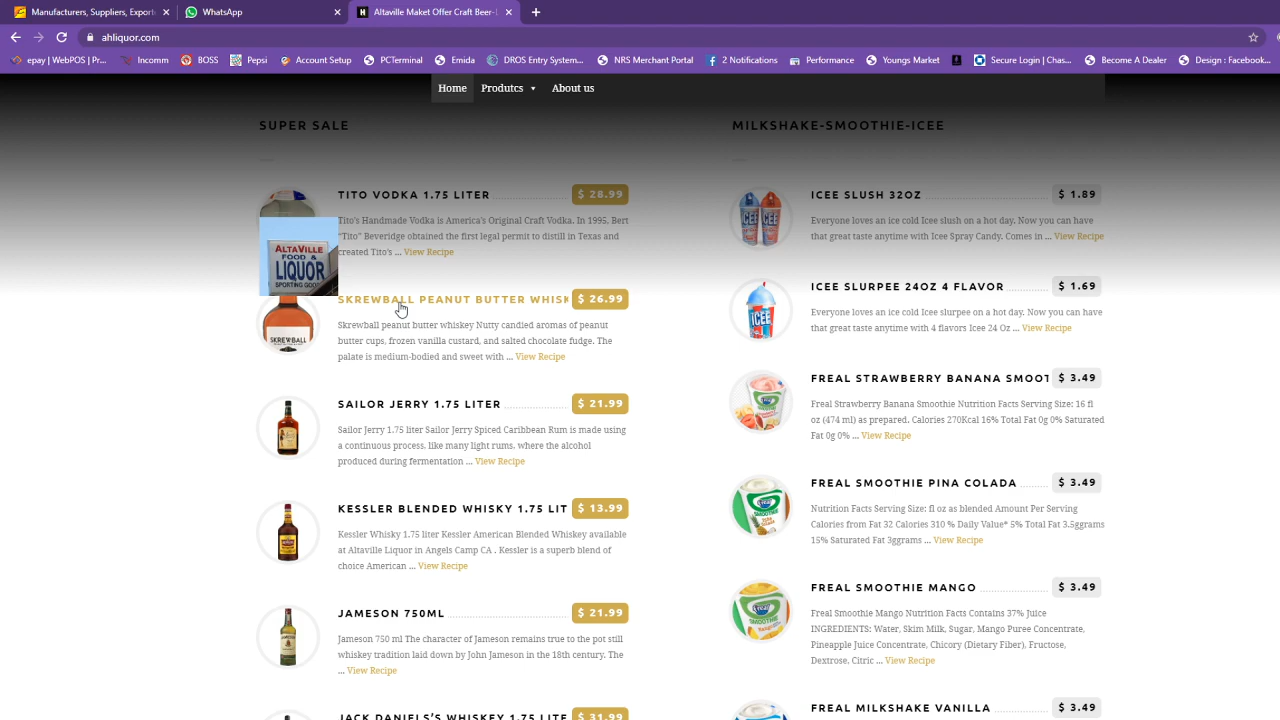 Manufacturers, Suppliers, Export
WhatsApp
Altaville Maket Offer Craft Beer-L
ahliquor.com
epay | WebPOS | Pr...
Incomm
BOSS
Pepsi
Account Setup
PCTerminal
Emida
DROS Entry System...
NRS Merchant Portal
2 Notifications
Performance
Youngs Market
Secure Login | Chas...
Become A Dealer
Design : Facebook...
Home
Produtcs
About us
SUPER SALE
TITO VODKA 1.75 LITER
$ 28.99
Tito's Handmade Vodka is America's Original Craft Vodka. In 1995, Bert
"Tito" Beveridge obtained the first legal permit to distill in Texas and
created Tito's ... View Recipe
ALTAVILLE
FOOD &
LIQUOR
SPORTING GOODS
SKREWBALL PEANUT BUTTER WHISK
$ 26.99
SKREWBALL
Skrewball peanut butter whiskey Nutty candied aromas of peanut
butter cups, frozen vanilla custard, and salted chocolate fudge. The
palate is medium-bodied and sweet with ... View Recipe
SAILOR JERRY 1.75 LITER
$ 21.99
Sailor Jerry 1.75 liter Sailor Jerry Spiced Caribbean Rum is made using
a continuous process, like many light rums, where the alcohol
produced during fermentation ... View Recipe
KESSLER BLENDED WHISKY 1.75 LIT
$ 13.99
Kessler Whisky 1.75 liter Kessler American Blended Whiskey available
at Altaville Liquor in Angels Camp CA . Kessler is a superb blend of
choice American ... View Recipe
JAMESON 750ML
$ 21.99
Jameson 750 ml The character of Jameson remains true to the pot still
whiskey tradition laid down by John Jameson in the 18th century. The
... View Recipe
JACK DANIELS'S WHISKEY 1.75 LITE
$ 31.99
MILKSHAKE-SMOOTHIE-ICEE
ICEE SLUSH 32OZ
$ 1.89
ICEE
ICEE
Everyone loves an ice cold Icee slush on a hot day. Now you can have
that great taste anytime with Icee Spray Candy. Comes in ... View Recipe
ICEE SLURPEE 24OZ 4 FLAVOR
$ 1.69
ICEE
Everyone loves an ice cold Icee slurpee on a hot day. Now you can have
that great taste anytime with 4 flavors Icee 24 Oz ... View Recipe
FREAL STRAWBERRY BANANA SMOOT
$ 3.49
Freal Strawberry Banana Smoothie Nutrition Facts Serving Size: 16 fl
oz (474 ml) as prepared. Calories 270Kcal 16% Total Fat 0g 0% Saturated
Fat 0g 0% ... View Recipe
FREAL SMOOTHIE PINA COLADA
$ 3.49
Nutrition Facts Serving Size: fl oz as blended Amount Per Serving
Calories from Fat 32 Calories 310 % Daily Value* 5% Total Fat 3.5ggrams
15% Saturated Fat 3ggrams ... View Recipe
FREAL SMOOTHIE MANGO
$ 3.49
Freal Smoothie Mango Nutrition Facts Contains 37% Juice
INGREDIENTS: Water, Skim Milk, Sugar, Mango Puree Concentrate,
Pineapple Juice Concentrate, Chicory (Dietary Fiber), Fructose,
Dextrose, Citric ... View Recipe
FREAL MILKSHAKE VANILLA
$ 3.49